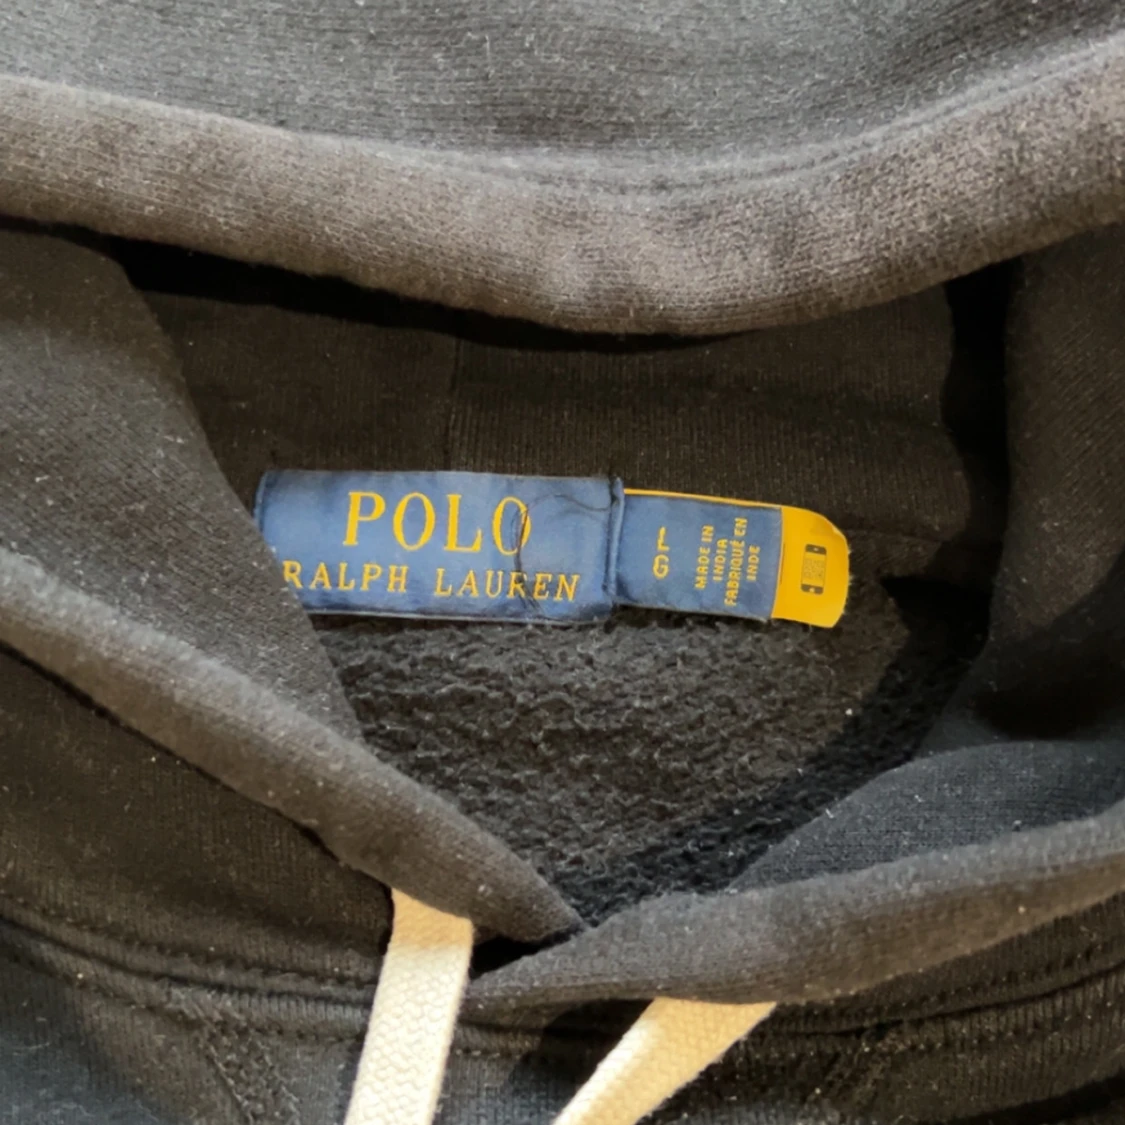 POLO
RALPH LAUREN
L
G
MADE IN
INDIA
FABRIQUÉ EN
INDE